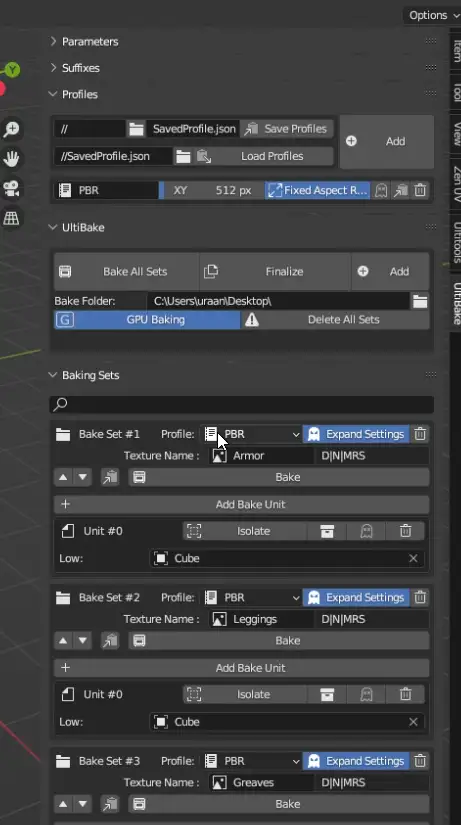 Options
Parameters
Suffixes
Profiles
// SavedProfile.json Save Profiles
Add
//SavedProfile.json Load Profiles
PBR XY 512 px Fixed Aspect R...
UltiBake
Bake All Sets Finalize Add
Bake Folder: C:\Users\uraan\Desktop\
G GPU Baking Delete All Sets
Baking Sets
Bake Set #1 Profile: PBR Expand Settings
Texture Name : Armor D|N|MRS
Bake
+ Add Bake Unit
Unit #0 Isolate
Low: Cube
Bake Set #2 Profile: PBR Expand Settings
Texture Name : Leggings D|N|MRS
Bake
+ Add Bake Unit
Unit #0 Isolate
Low: Cube
Bake Set #3 Profile: PBR Expand Settings
Texture Name : Greaves D|N|MRS
Bake
Y
Item
Tool
View
Zen UV
Ultitools
UltiBake